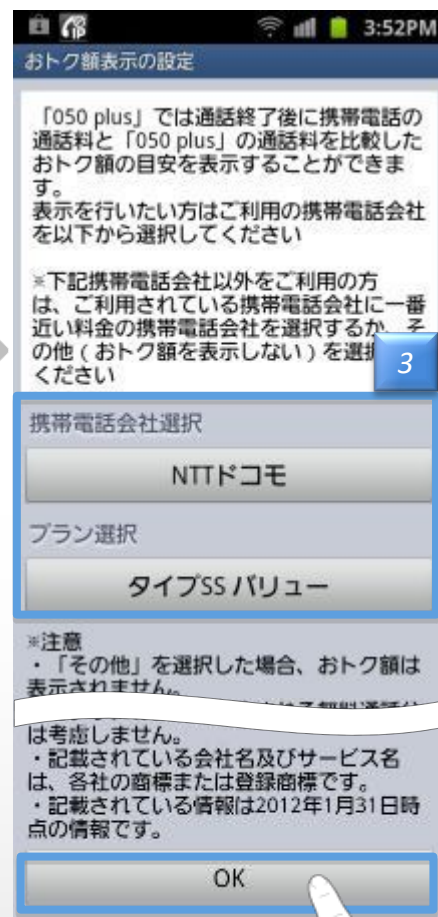 3:52PM
おトク額表示の設定
「050 plus」では通話終了後に携帯電話の
通話料と「050 plus」の通話料を比較した
おトク額の目安を表示することができま
す。
表示を行いたい方はご利用の携帯電話会社
を以下から選択してください
※下記携帯電話会社以外をご利用の方
は、ご利用されている携帯電話会社に一番
近い料金の携帯電話会社を選択するか、そ
の他 ( おトク額を表示しない ) を選択
ください
3
携帯電話会社選択
NTTドコモ
プラン選択
タイプSS バリュー
※注意
・「その他」を選択した場合、おトク額は
表示されません。
は考慮しません。
・記載されている会社名及びサービス名
は、各社の商標または登録商標です。
・記載されている情報は2012年1月31日時
点の情報です。
OK